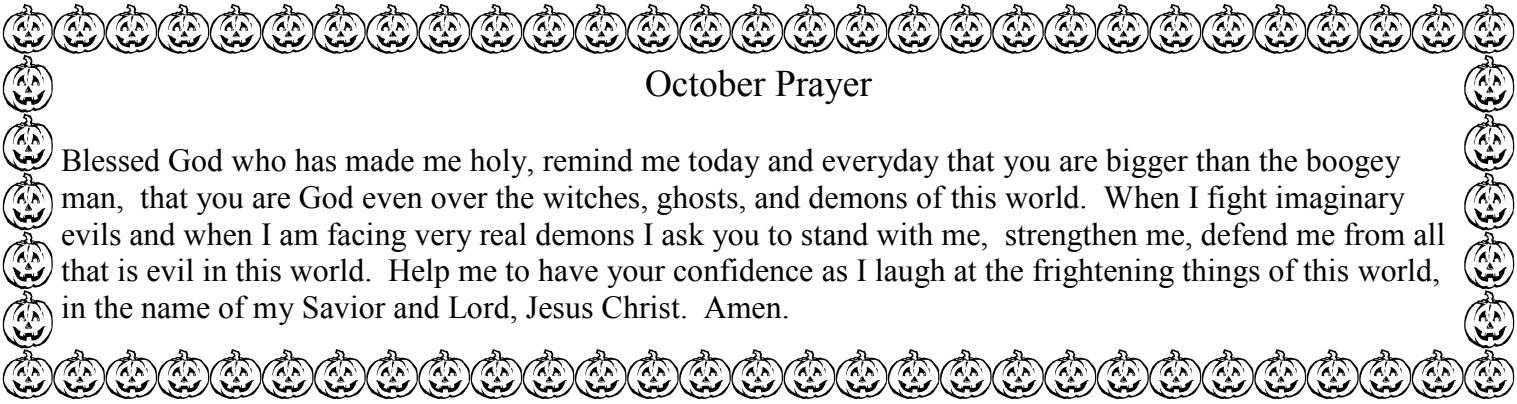 October Prayer
Blessed God who has made me holy, remind me today and everyday that you are bigger than the boogey
man,  that you are God even over the witches, ghosts, and demons of this world.  When I fight imaginary
evils and when I am facing very real demons I ask you to stand with me,  strengthen me, defend me from all
that is evil in this world.  Help me to have your confidence as I laugh at the frightening things of this world,
in the name of my Savior and Lord, Jesus Christ.  Amen.